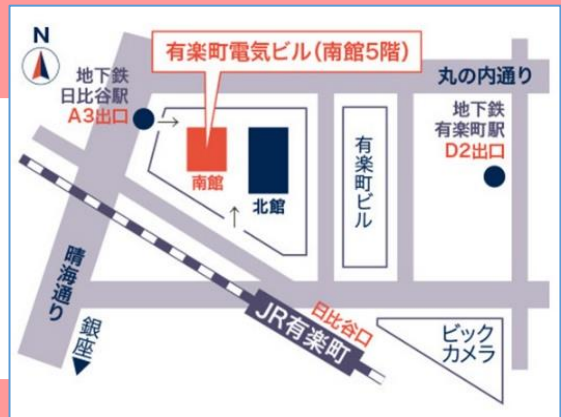 N
有楽町電気ビル(南館5階)
地下鉄
日比谷駅
A3出口
丸の内通り
地下鉄
有楽町駅
D2出口
有楽町ビル
南館
北館
晴海通り
銀座
JR有楽町
日比谷口
ビック
カメラ